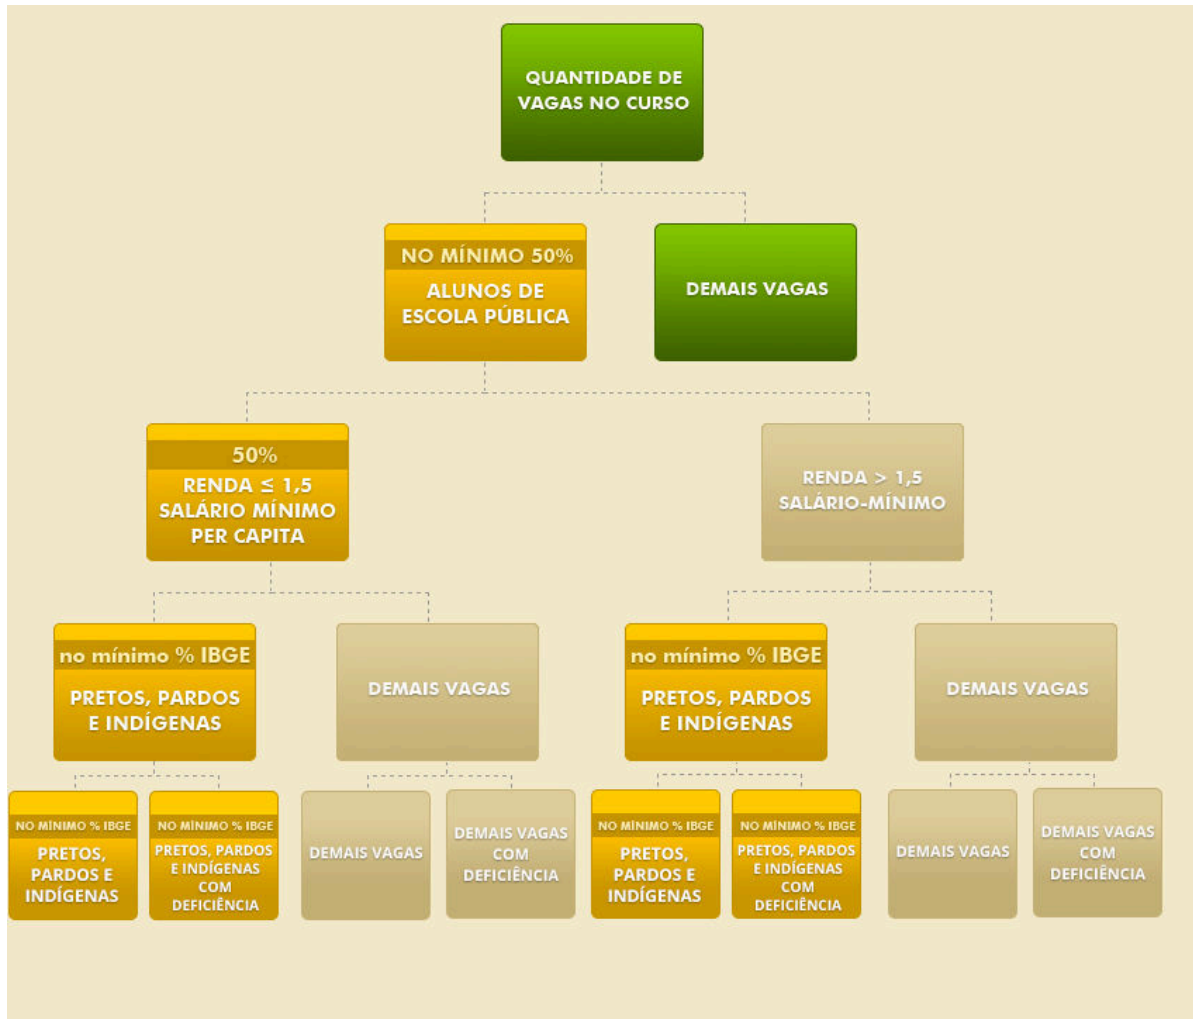 QUANTIDADE DE
VAGAS NO CURSO
NO MÍNIMO 50%
ALUNOS DE
ESCOLA PÚBLICA
DEMAIS VAGAS
50%
RENDA ≤ 1,5
SALÁRIO MÍNIMO
PER CAPITA
RENDA > 1,5
SALÁRIO-MÍNIMO
no mínimo % IBGE
PRETOS, PARDOS
E INDÍGENAS
DEMAIS VAGAS
no mínimo % IBGE
PRETOS, PARDOS
E INDÍGENAS
DEMAIS VAGAS
NO MÍNIMO % IBGE
PRETOS,
PARDOS E
INDÍGENAS
NO MÍNIMO % IBGE
PRETOS, PARDOS
E INDÍGENAS
COM
DEFICIÊNCIA
DEMAIS VAGAS
DEMAIS VAGAS
COM
DEFICIÊNCIA
NO MÍNIMO % IBGE
PRETOS,
PARDOS E
INDÍGENAS
NO MÍNIMO % IBGE
PRETOS, PARDOS
E INDÍGENAS
COM
DEFICIÊNCIA
DEMAIS VAGAS
DEMAIS VAGAS
COM
DEFICIÊNCIA